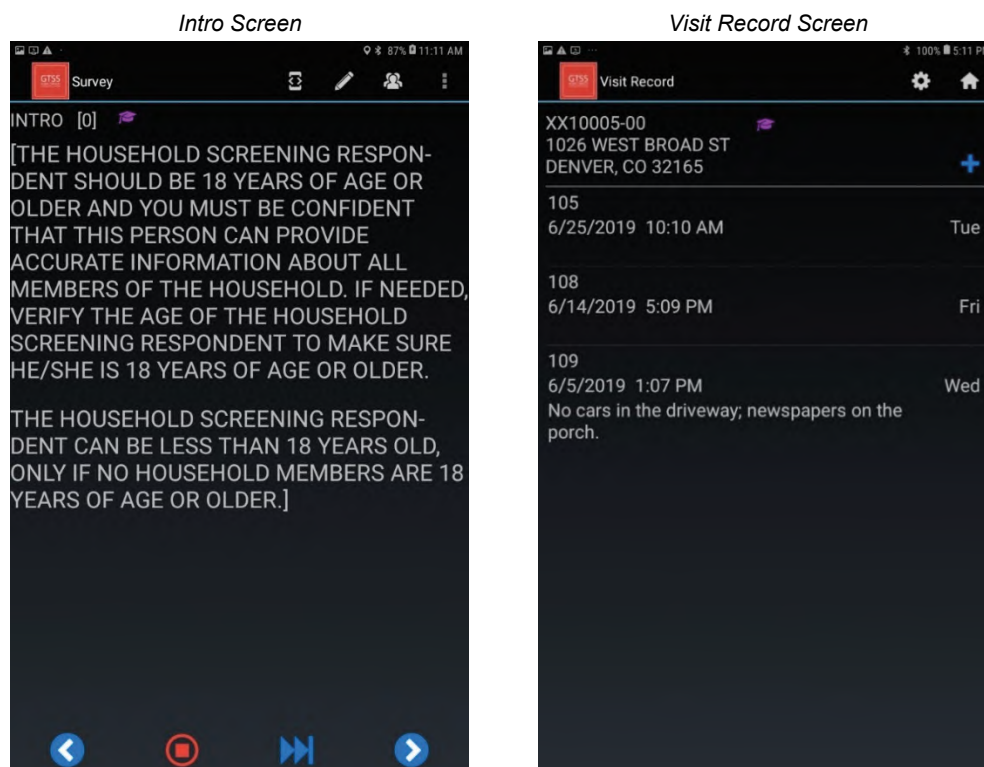 Intro Screen
87% 11:11 AM
GTSS Survey
INTRO [0]
[THE HOUSEHOLD SCREENING RESPON-
DENT SHOULD BE 18 YEARS OF AGE OR
OLDER AND YOU MUST BE CONFIDENT
THAT THIS PERSON CAN PROVIDE
ACCURATE INFORMATION ABOUT ALL
MEMBERS OF THE HOUSEHOLD. IF NEEDED,
VERIFY THE AGE OF THE HOUSEHOLD
SCREENING RESPONDENT TO MAKE SURE
HE/SHE IS 18 YEARS OF AGE OR OLDER.
THE HOUSEHOLD SCREENING RESPON-
DENT CAN BE LESS THAN 18 YEARS OLD,
ONLY IF NO HOUSEHOLD MEMBERS ARE 18
YEARS OF AGE OR OLDER.]
Visit Record Screen
100% 5:11 PM
GTSS Visit Record
XX10005-00
1026 WEST BROAD ST
DENVER, CO 32165
105
6/25/2019 10:10 AM Tue
108
6/14/2019 5:09 PM Fri
109
6/5/2019 1:07 PM Wed
No cars in the driveway; newspapers on the
porch.